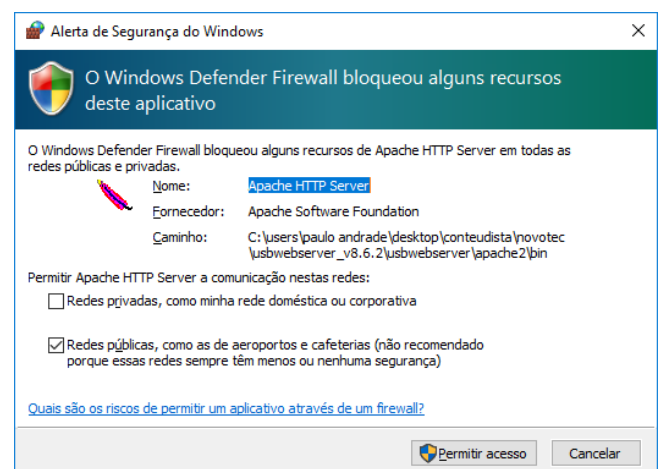 Alerta de Segurança do Windows
O Windows Defender Firewall bloqueou alguns recursos
deste aplicativo
O Windows Defender Firewall bloqueou alguns recursos de Apache HTTP Server em todas as
redes públicas e privadas.
Nome: Apache HTTP Server
Fornecedor: Apache Software Foundation
Caminho: C:\users\paulo andrade\desktop\conteudista\novotec
\usbwebserver_v8.6.2\usbwebserver\apache2\bin
Permitir Apache HTTP Server a comunicação nestas redes:
Redes privadas, como minha rede doméstica ou corporativa
Redes públicas, como as de aeroportos e cafeterias (não recomendado
porque essas redes sempre têm menos ou nenhuma segurança)
Quais são os riscos de permitir um aplicativo através de um firewall?
Permitir acesso Cancelar